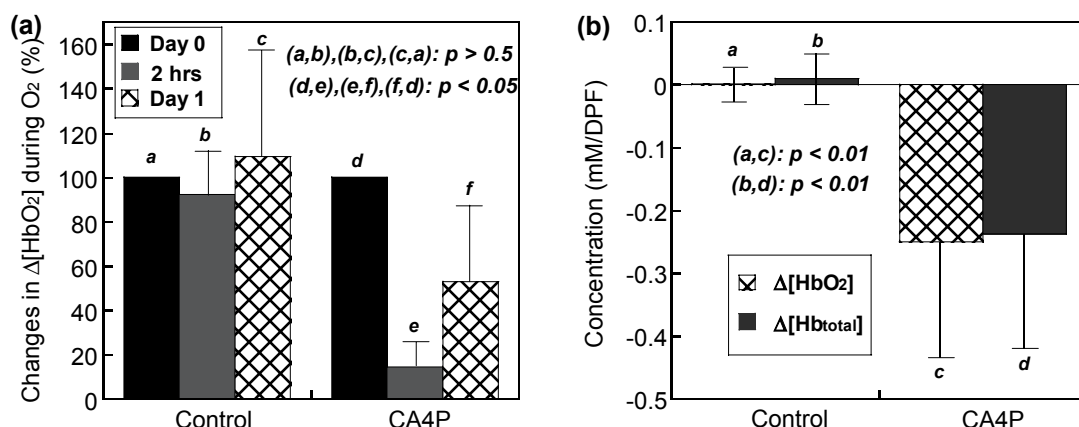 (a)
Changes in Δ[HbO₂] during O₂ (%)
160
140
120
100
80
60
40
20
0
Day 0
2 hrs
Day 1
(a,b),(b,c),(c,a): p > 0.5
(d,e),(e,f),(f,d): p < 0.05
a
b
c
d
e
f
Control
CA4P
(b)
Concentration (mM/DPF)
0.1
0
-0.1
-0.2
-0.3
-0.4
-0.5
a
b
(a,c): p < 0.01
(b,d): p < 0.01
Δ[HbO₂]
Δ[Hbtotal]
c
d
Control
CA4P